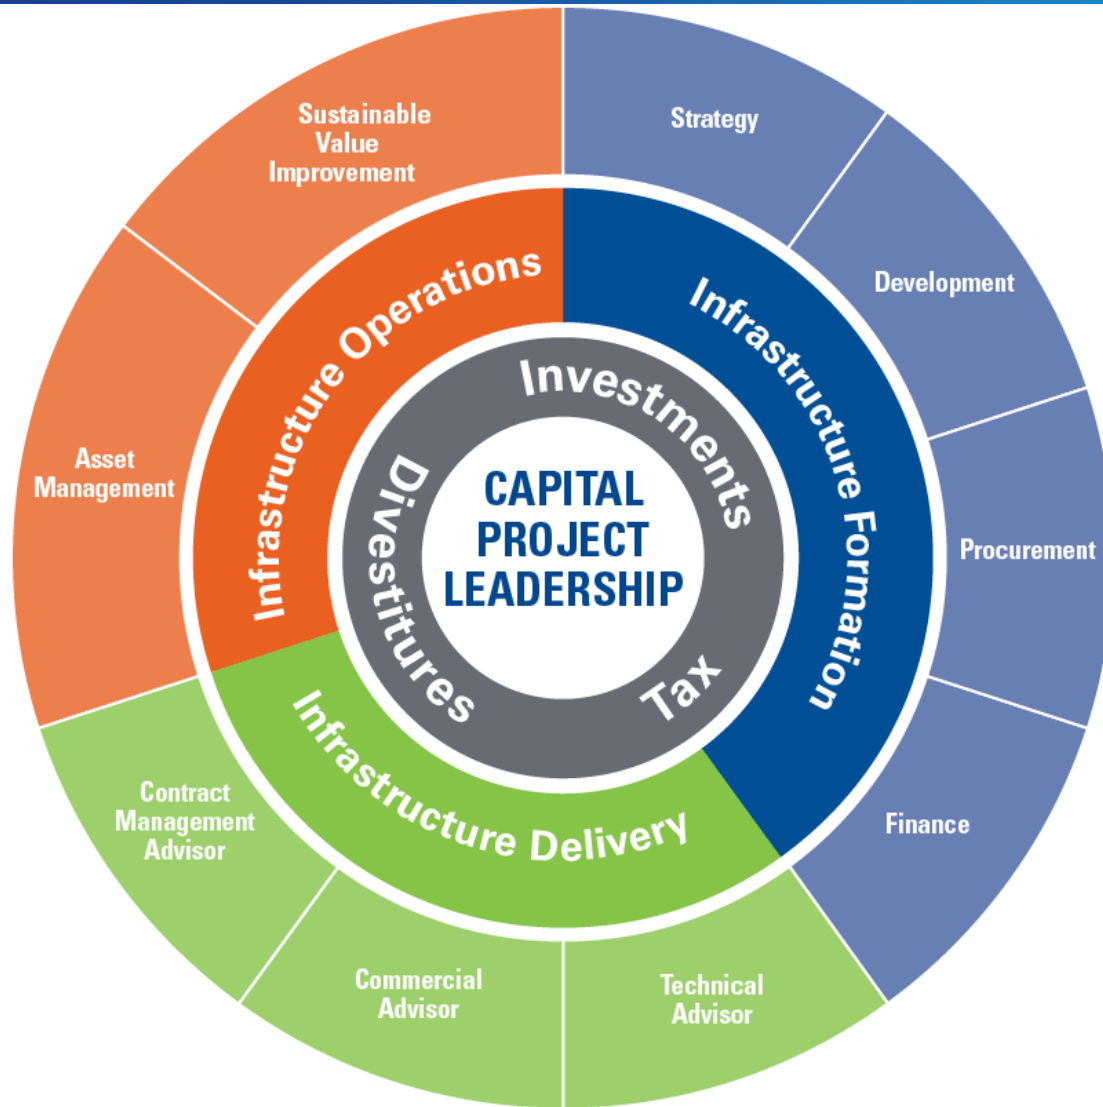 Sustainable
Value
Improvement
Strategy
Development
Procurement
Finance
Technical
Advisor
Commercial
Advisor
Contract
Management
Advisor
Asset
Management
Infrastructure Operations
Infrastructure Formation
Infrastructure Delivery
Investments
Tax
Divestitures
CAPITAL
PROJECT
LEADERSHIP